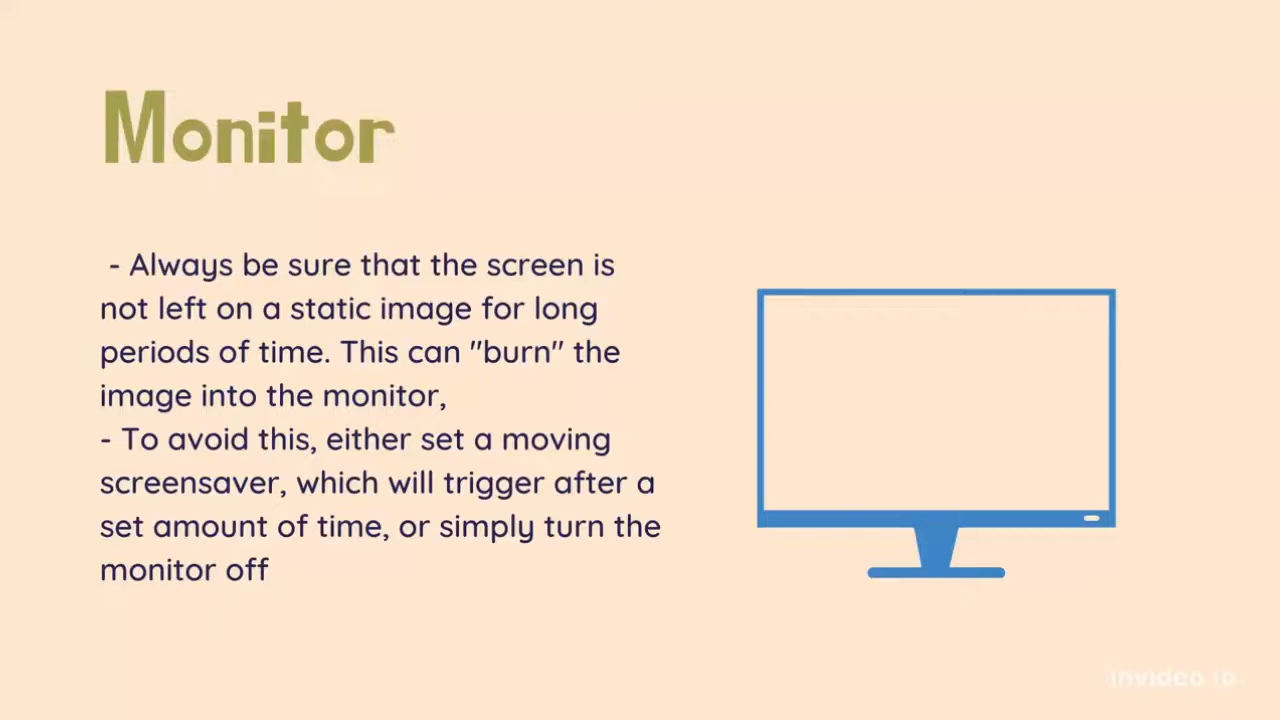 Monitor
- Always be sure that the screen is
not left on a static image for long
periods of time. This can "burn" the
image into the monitor,
- To avoid this, either set a moving
screensaver, which will trigger after a
set amount of time, or simply turn the
monitor off
invideo.io